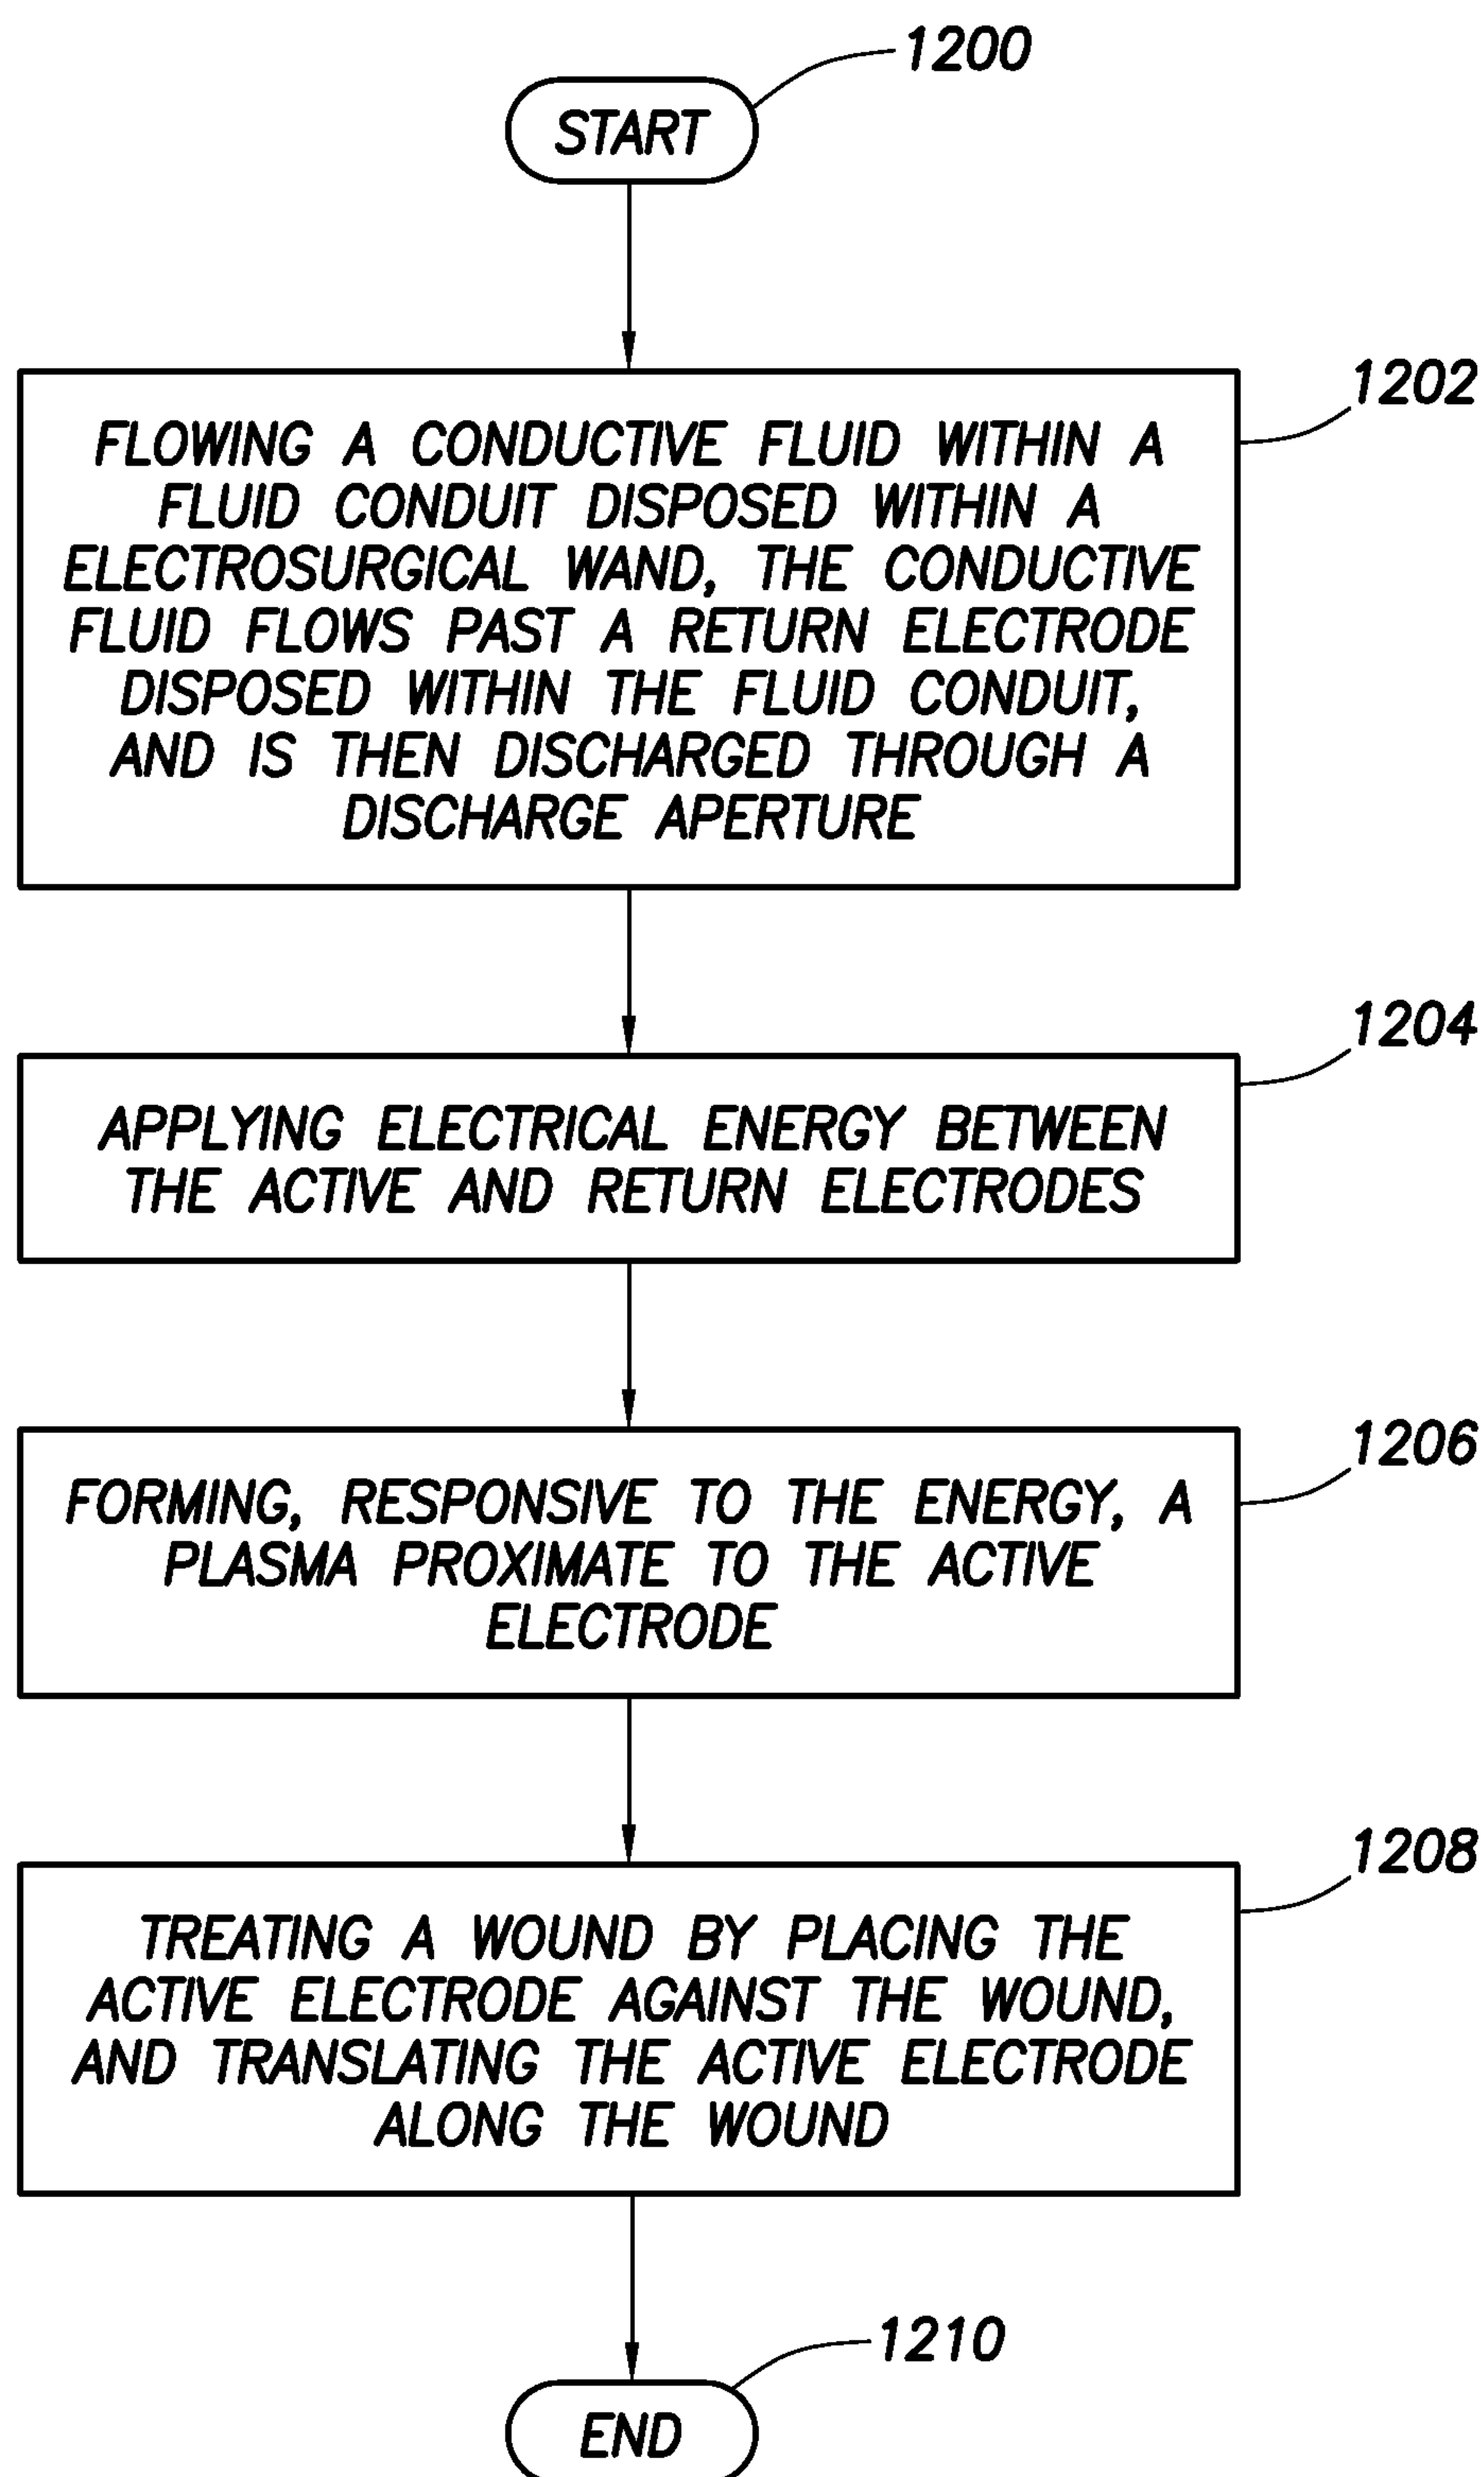 1200
START
1202
FLOWING A CONDUCTIVE FLUID WITHIN A
FLUID CONDUIT DISPOSED WITHIN A
ELECTROSURGICAL WAND, THE CONDUCTIVE
FLUID FLOWS PAST A RETURN ELECTRODE
DISPOSED WITHIN THE FLUID CONDUIT,
AND IS THEN DISCHARGED THROUGH A
DISCHARGE APERTURE
1204
APPLYING ELECTRICAL ENERGY BETWEEN
THE ACTIVE AND RETURN ELECTRODES
1206
FORMING, RESPONSIVE TO THE ENERGY, A
PLASMA PROXIMATE TO THE ACTIVE
ELECTRODE
1208
TREATING A WOUND BY PLACING THE
ACTIVE ELECTRODE AGAINST THE WOUND,
AND TRANSLATING THE ACTIVE ELECTRODE
ALONG THE WOUND
1210
END